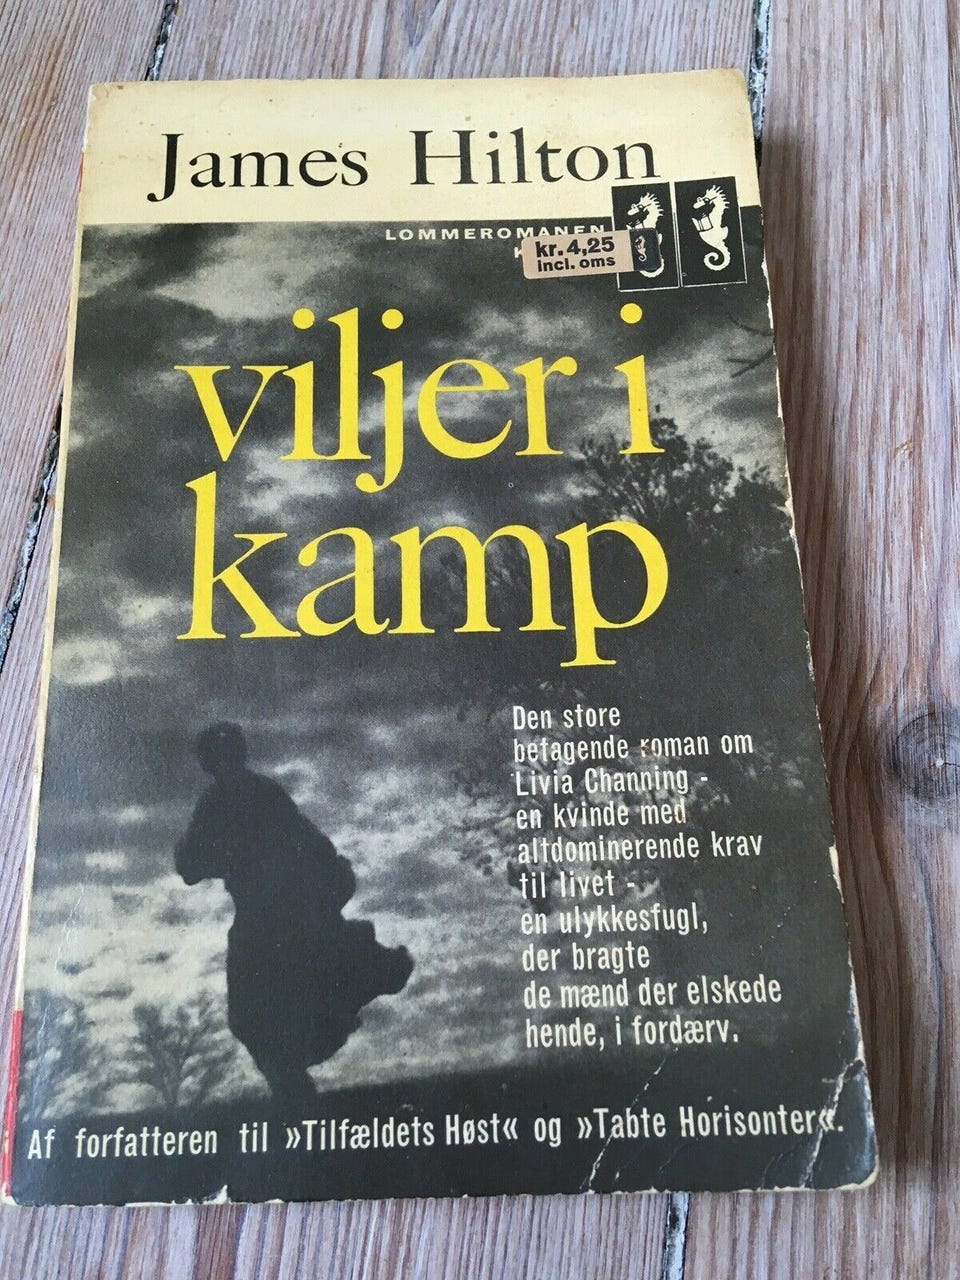 James Hilton
LOMMEROMANEN
kr. 4,25
incl. oms
viljer i
kamp
Den store
betagende roman om
Livia Channing -
en kvinde med
altdominerende krav
til livet -
en ulykkesfugl,
der bragte
de mænd der elskede
hende, i fordærv.
Af forfatteren til »Tilfældets Høst« og »Tabte Horisonter«.